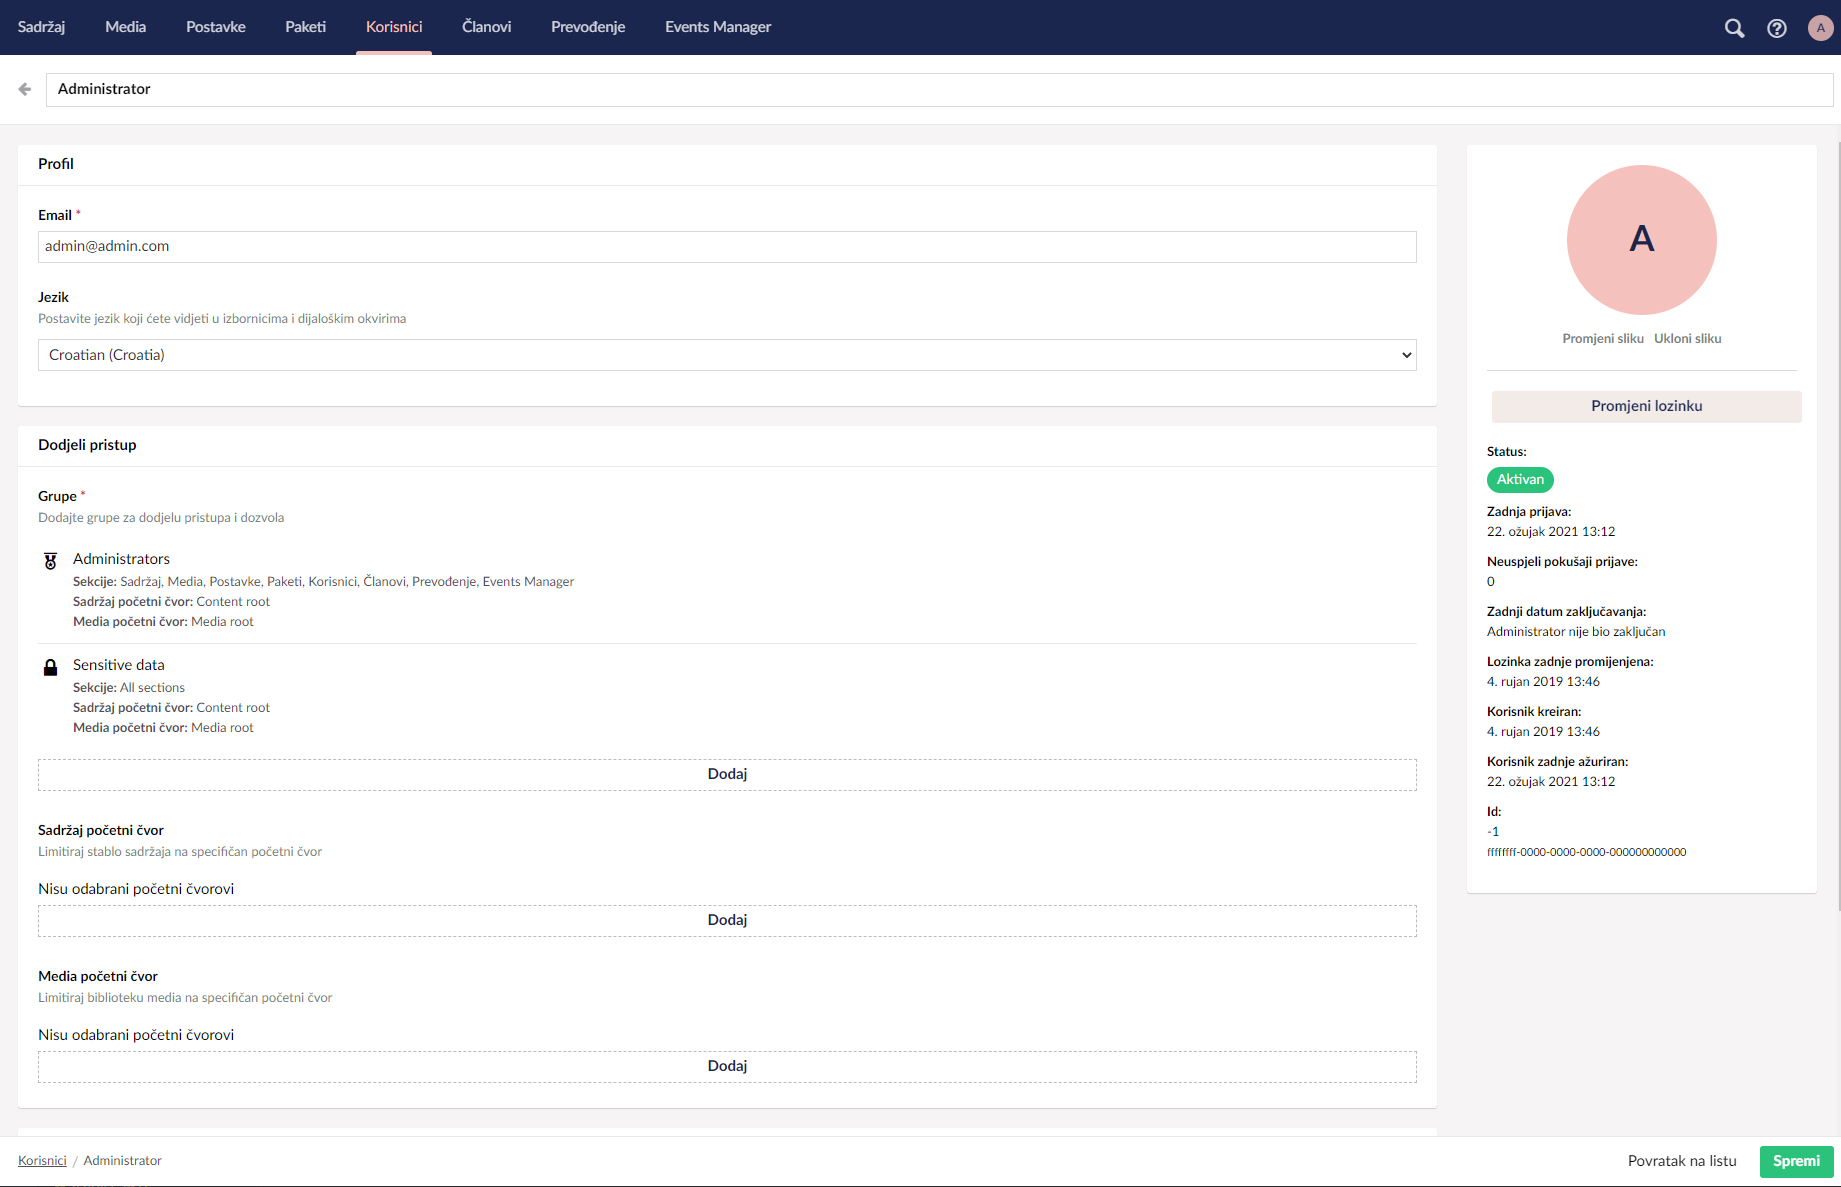 Sadržaj Media Postavke Paketi Korisnici Članovi Prevođenje Events Manager A
Administrator
Profil
Email *
admin@admin.com
Jezik
Postavite jezik koji ćete vidjeti u izbornicima i dijaloškim okvirima
Croatian (Croatia)
Dodjeli pristup
Grupe *
Dodajte grupe za dodjelu pristupa i dozvola
Administrators
Sekcije: Sadržaj, Media, Postavke, Paketi, Korisnici, Članovi, Prevođenje, Events Manager
Sadržaj početni čvor: Content root
Media početni čvor: Media root
Sensitive data
Sekcije: All sections
Sadržaj početni čvor: Content root
Media početni čvor: Media root
Dodaj
Sadržaj početni čvor
Limitiraj stablo sadržaja na specifičan početni čvor
Nisu odabrani početni čvorovi
Dodaj
Media početni čvor
Limitiraj biblioteku media na specifičan početni čvor
Nisu odabrani početni čvorovi
Dodaj
A
Promjeni sliku Ukloni sliku
Promjeni lozinku
Status:
Aktivan
Zadnja prijava:
22. ožujak 2021 13:12
Neuspjeli pokušaji prijave:
0
Zadnji datum zaključavanja:
Administrator nije bio zaključan
Lozinka zadnje promijenjena:
4. rujan 2019 13:46
Korisnik kreiran:
4. rujan 2019 13:46
Korisnik zadnje ažuriran:
22. ožujak 2021 13:12
Id:
-1
ffffffff-0000-0000-0000-000000000000
Korisnici / Administrator
Povratak na listu Spremi